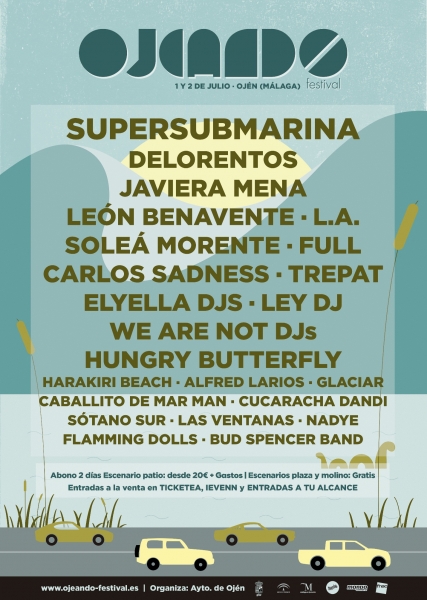 OJEANDO
festival
1 Y 2 DE JULIO · OJÉN (MÁLAGA)
SUPERSUBMARINA
DELORENTOS
JAVIERA MENA
LEÓN BENAVENTE · L.A.
SOLEÁ MORENTE · FULL
CARLOS SADNESS · TREPAT
ELYELLA DJS · LEY DJ
WE ARE NOT DJs
HUNGRY BUTTERFLY
HARAKIRI BEACH · ALFRED LARIOS · GLACIAR
CABALLITO DE MAR MAN · CUCARACHA DANDI
SÓTANO SUR · LAS VENTANAS · NADYE
FLAMMING DOLLS · BUD SPENCER BAND
Abono 2 días Escenario patio: desde 20€ + Gastos | Escenarios plaza y molino: Gratis
Entradas a la venta en TICKETEA, IEVENN y ENTRADAS A TU ALCANCE
www.ojeando-festival.es | Organiza: Ayto. de Ojén